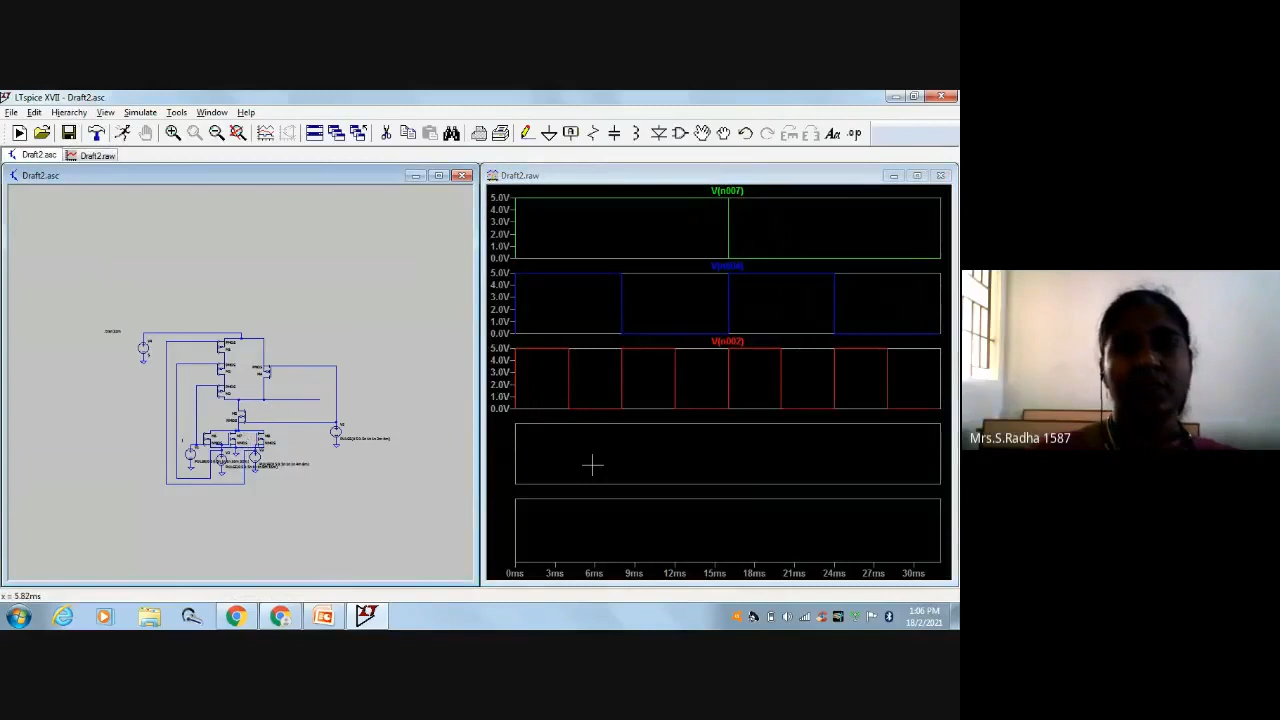 LTspice XVII - Draft2.asc
File Edit Hierarchy View Simulate Tools Window Help
Draft2.asc Draft2.raw
Draft2.asc
Draft2.raw
V(n007)
5.0V
4.0V
3.0V
2.0V
1.0V
0.0V
V(n004)
5.0V
4.0V
3.0V
2.0V
1.0V
0.0V
V(n002)
5.0V
4.0V
3.0V
2.0V
1.0V
0.0V
0ms 3ms 6ms 9ms 12ms 15ms 18ms 21ms 24ms 27ms 30ms
x = 5.82ms
1:06 PM
18/2/2021
Mrs.S.Radha 1587